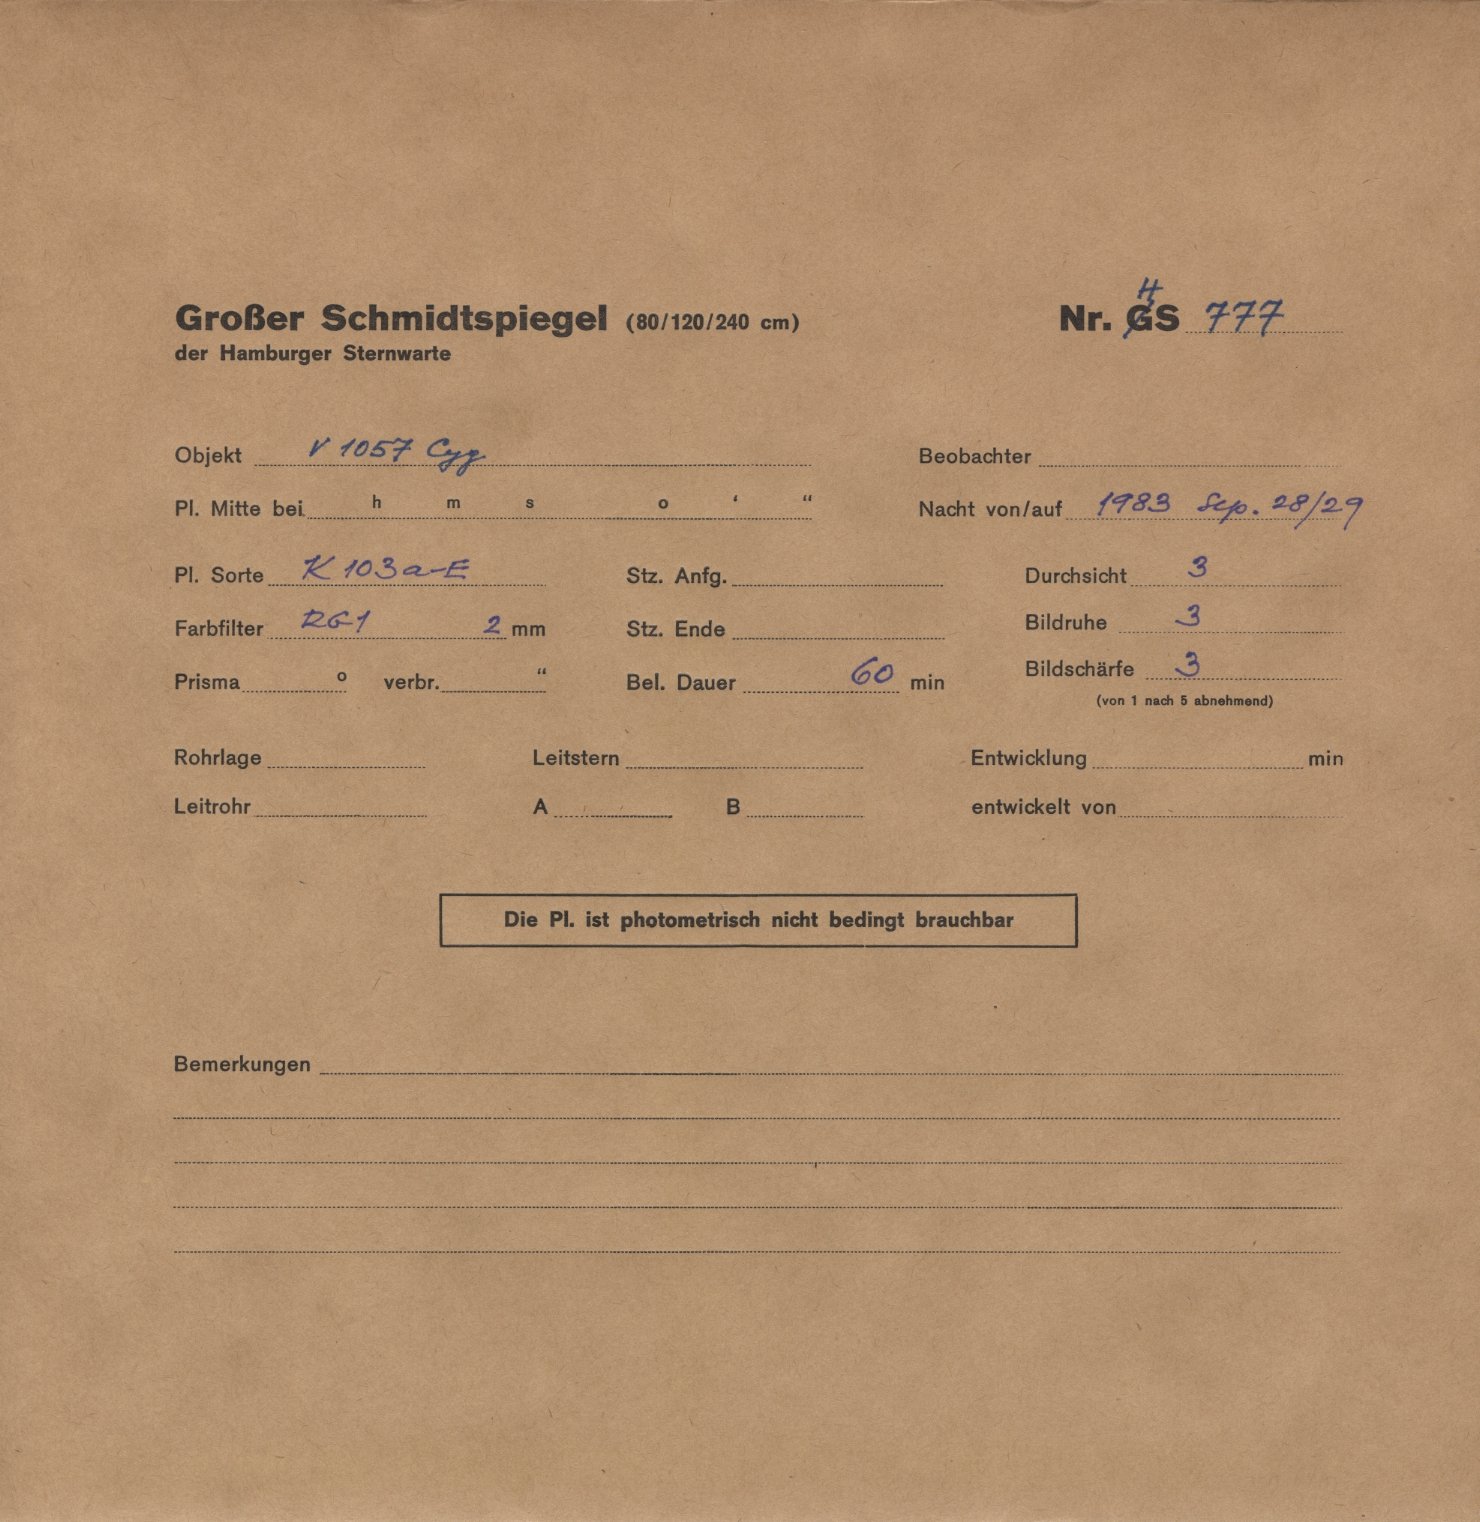 Großer Schmidtspiegel (80/120/240 cm) Nr. GS H 777
der Hamburger Sternwarte
Objekt V 1057 Cyg Beobachter
Pl. Mitte bei h m s o ‘ “ Nacht von/auf 1983 Sep. 28/29
Pl. Sorte K 103a-E Stz. Anfg. Durchsicht 3
Farbfilter RG1 2 mm Stz. Ende Bildruhe 3
Prisma o verbr. “ Bel. Dauer 60 min Bildschärfe 3
(von 1 nach 5 abnehmend)
Rohrlage Leitstern Entwicklung min
Leitrohr A B entwickelt von
Die Pl. ist photometrisch nicht bedingt brauchbar
Bemerkungen